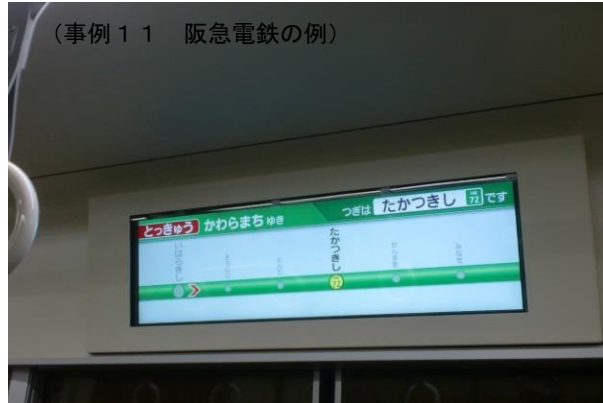 （事例１１　阪急電鉄の例）
とっきゅう かわらまち ゆき
つぎは たかつきし 72 です
いばらきし
たかつきし
72